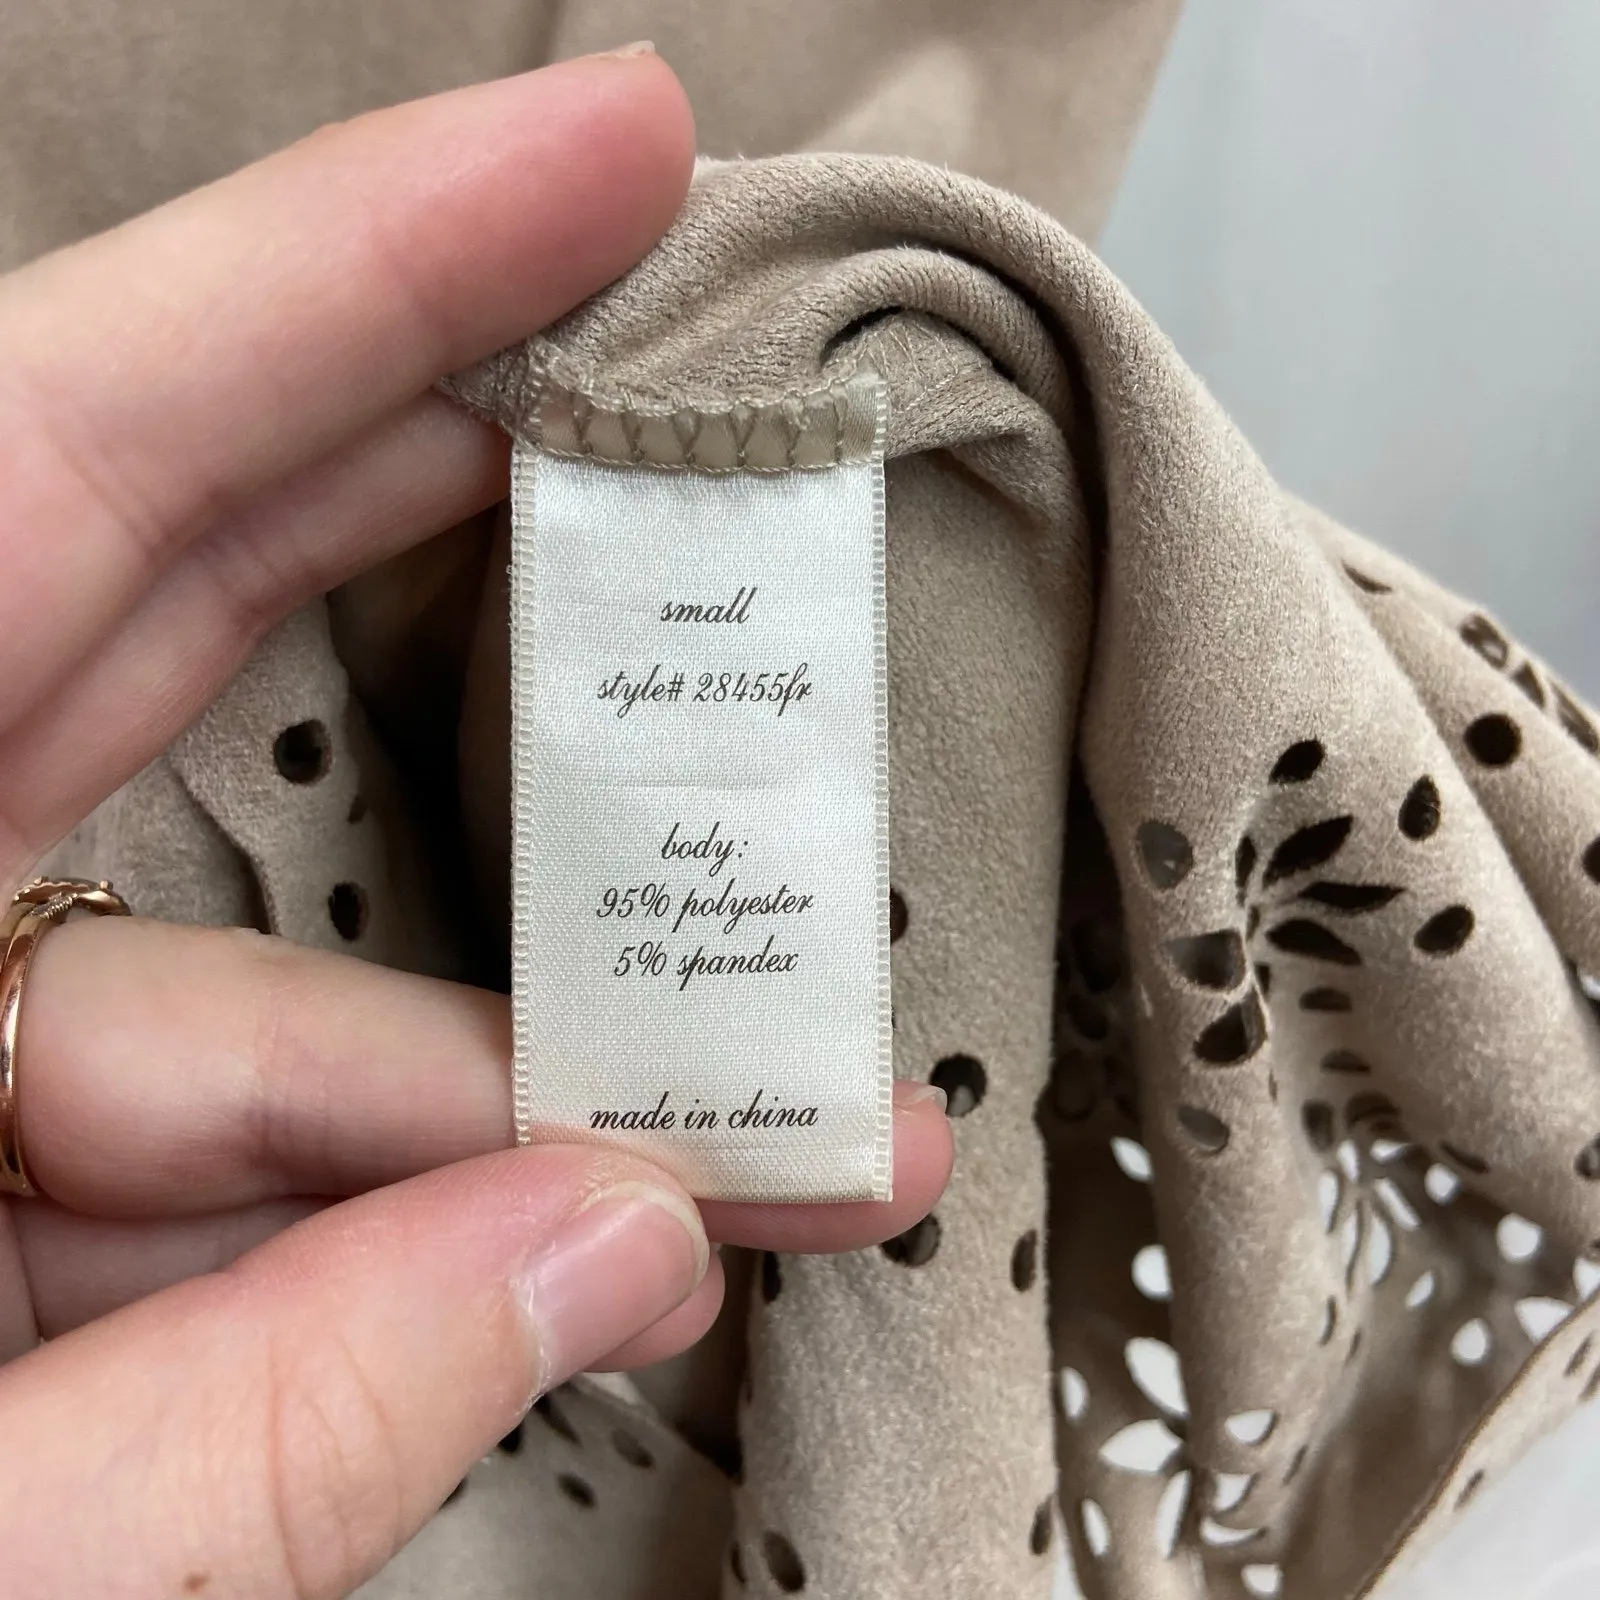 small
style# 28455fr
body:
95% polyester
5% spandex
made in china